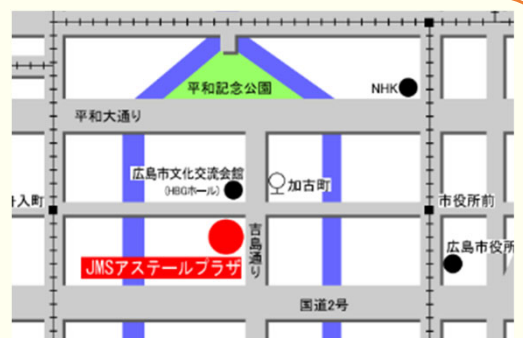 平和記念公園
NHK
平和大通り
広島市文化交流会館
(HBGホール)
加古町
舟入町
市役所前
吉島通り
広島市役所
JMSアステールプラザ
国道2号